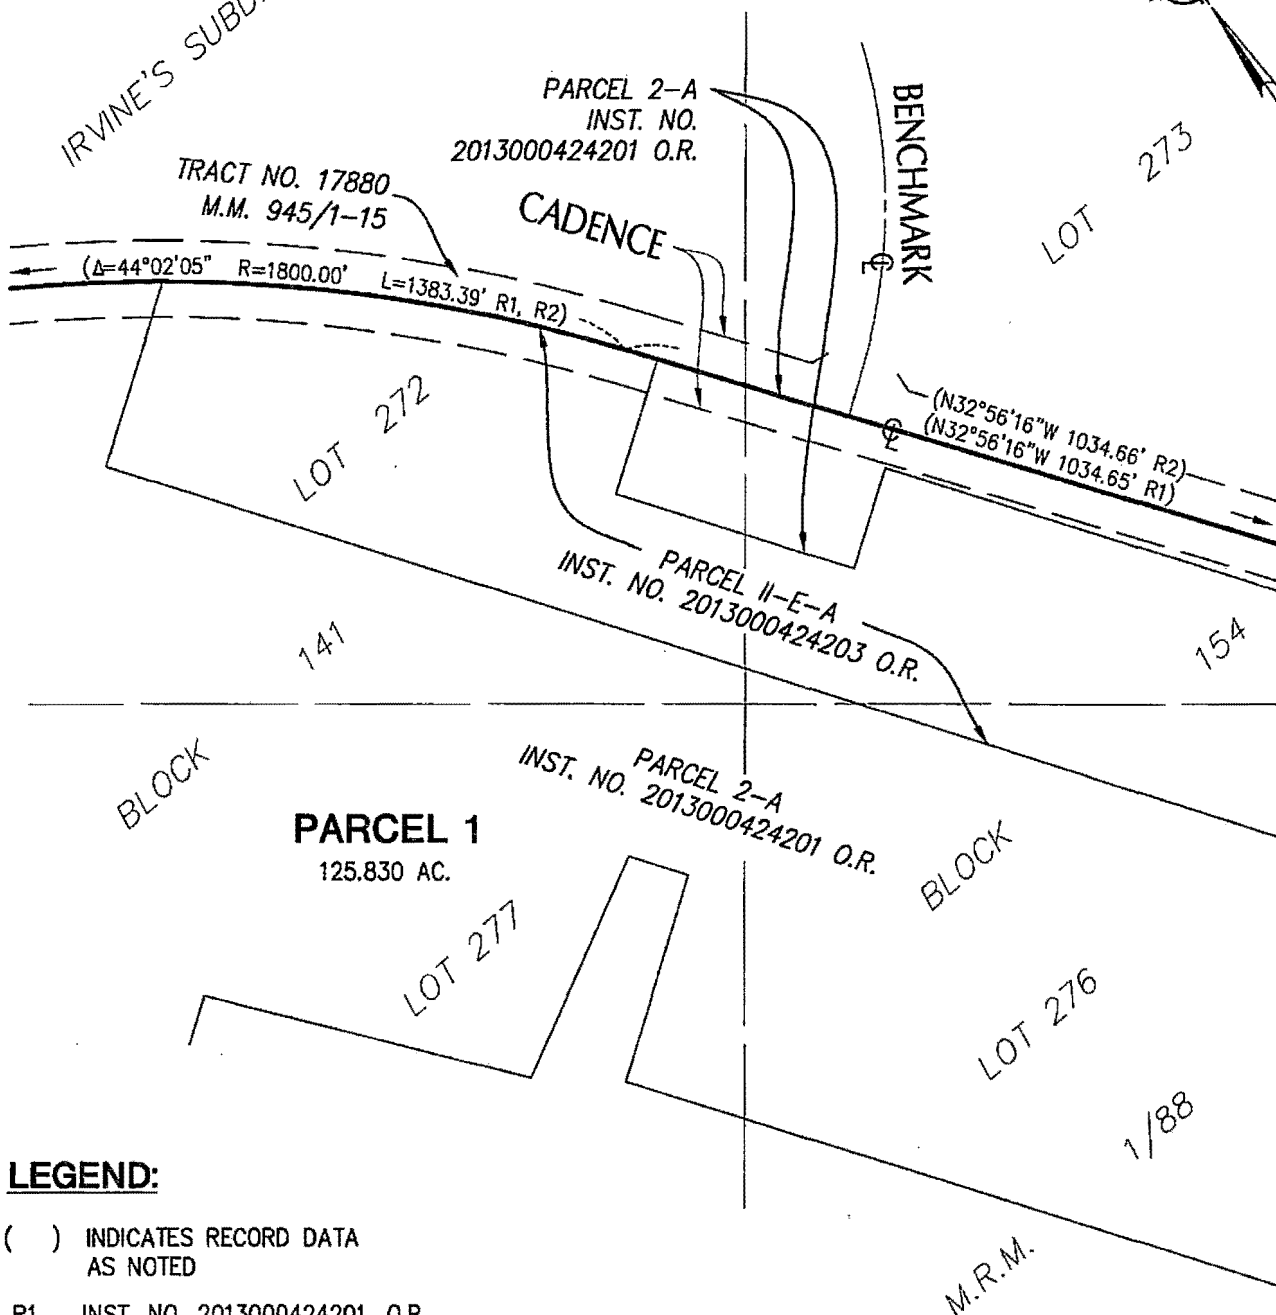 IRVINE'S
PARCEL 2-A
INST. NO.
2013000424201 O.R.
BENCHMARK
LOT 273
TRACT NO. 17880
M.M. 945/1-15
CADENCE
℄
(Δ=44°02'05" R=1800.00' L=1383.39' R1, R2)
(N32°56'16"W 1034.66' R2)
(N32°56'16"W 1034.65' R1)
℄
LOT 272
PARCEL II-E-A
INST. NO. 2013000424203 O.R.
141
154
BLOCK
PARCEL 2-A
INST. NO. 2013000424201 O.R.
PARCEL 1
125.830 AC.
BLOCK
LOT 277
LOT 276
1/88
M.R.M.
LEGEND:
( ) INDICATES RECORD DATA
AS NOTED
R1 INST. NO. 2013000424201 O.R.